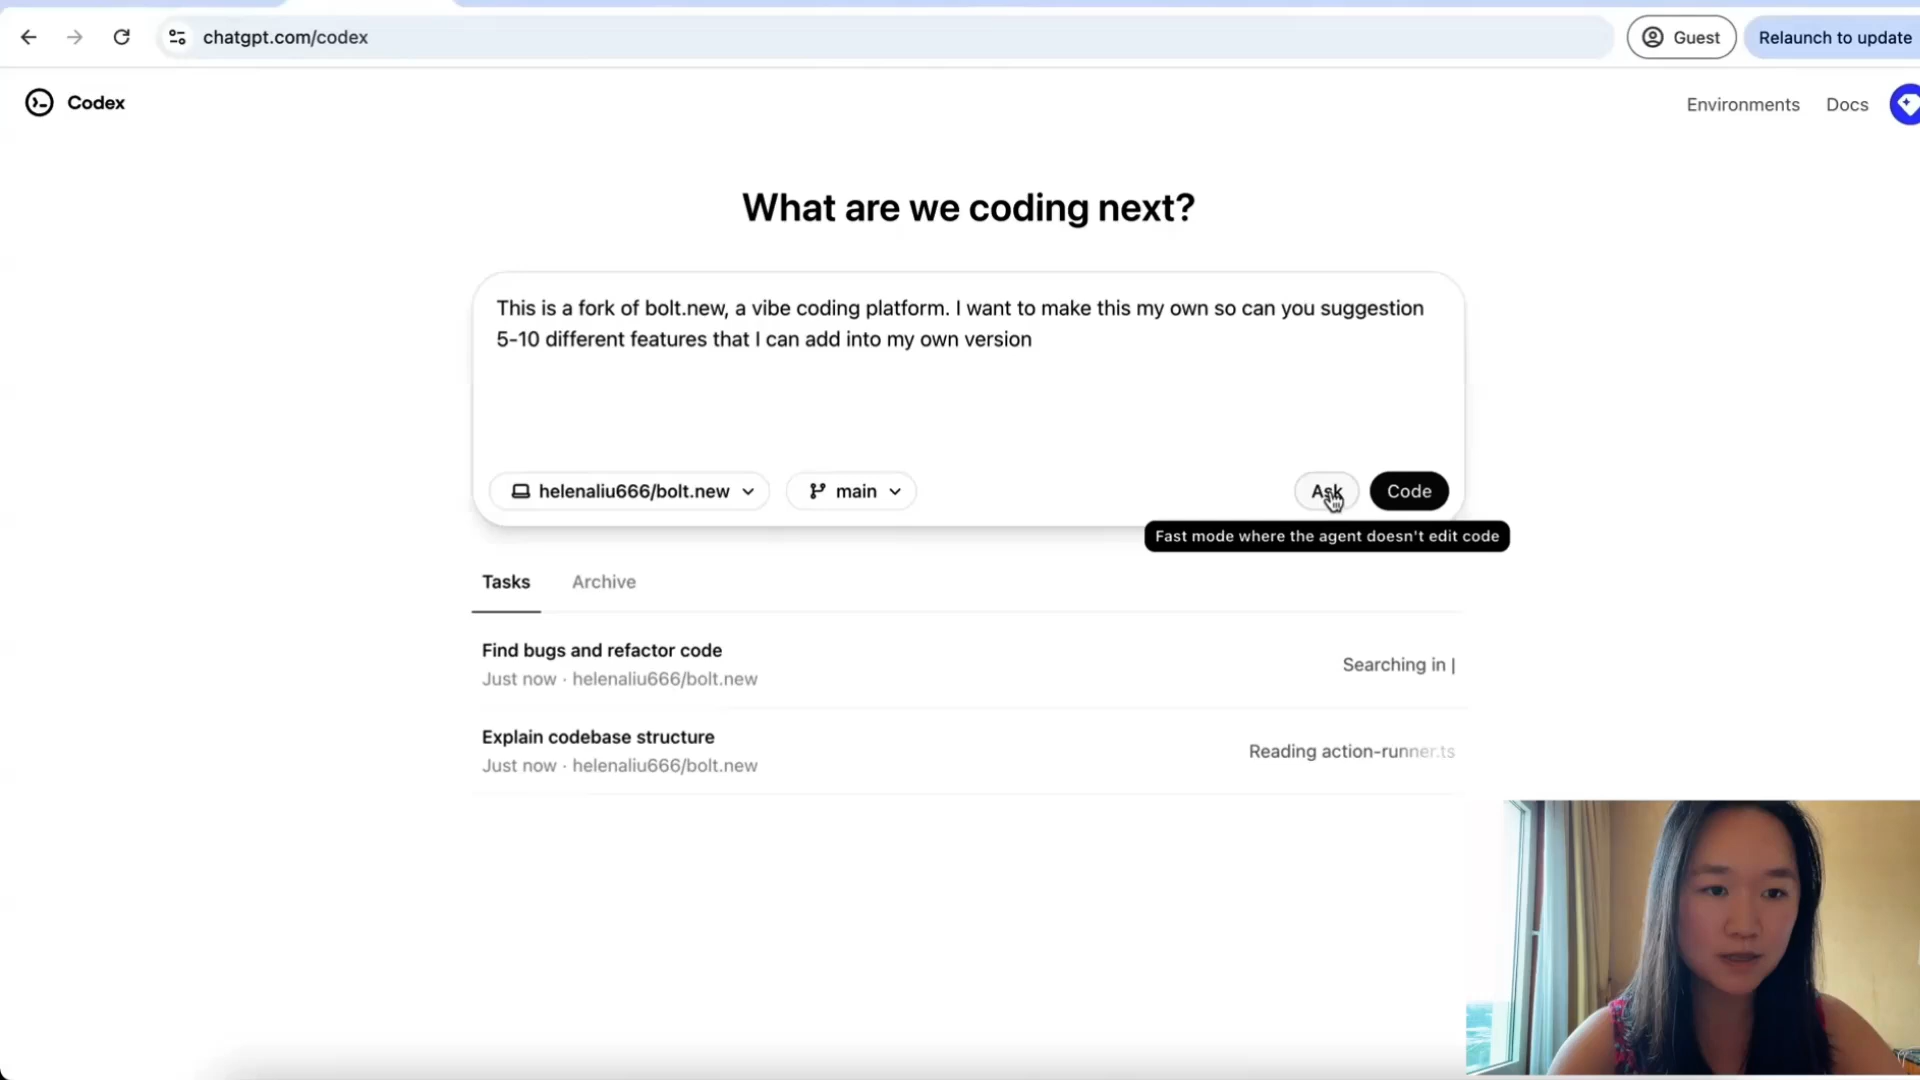 chatgpt.com/codex
Guest
Relaunch to update
Codex
Environments
Docs
What are we coding next?
This is a fork of bolt.new, a vibe coding platform. I want to make this my own so can you suggestion
5-10 different features that I can add into my own version
helenaliu666/bolt.new
main
Ask
Code
Fast mode where the agent doesn't edit code
Tasks
Archive
Find bugs and refactor code
Just now · helenaliu666/bolt.new
Searching in |
Explain codebase structure
Just now · helenaliu666/bolt.new
Reading action-runner.ts